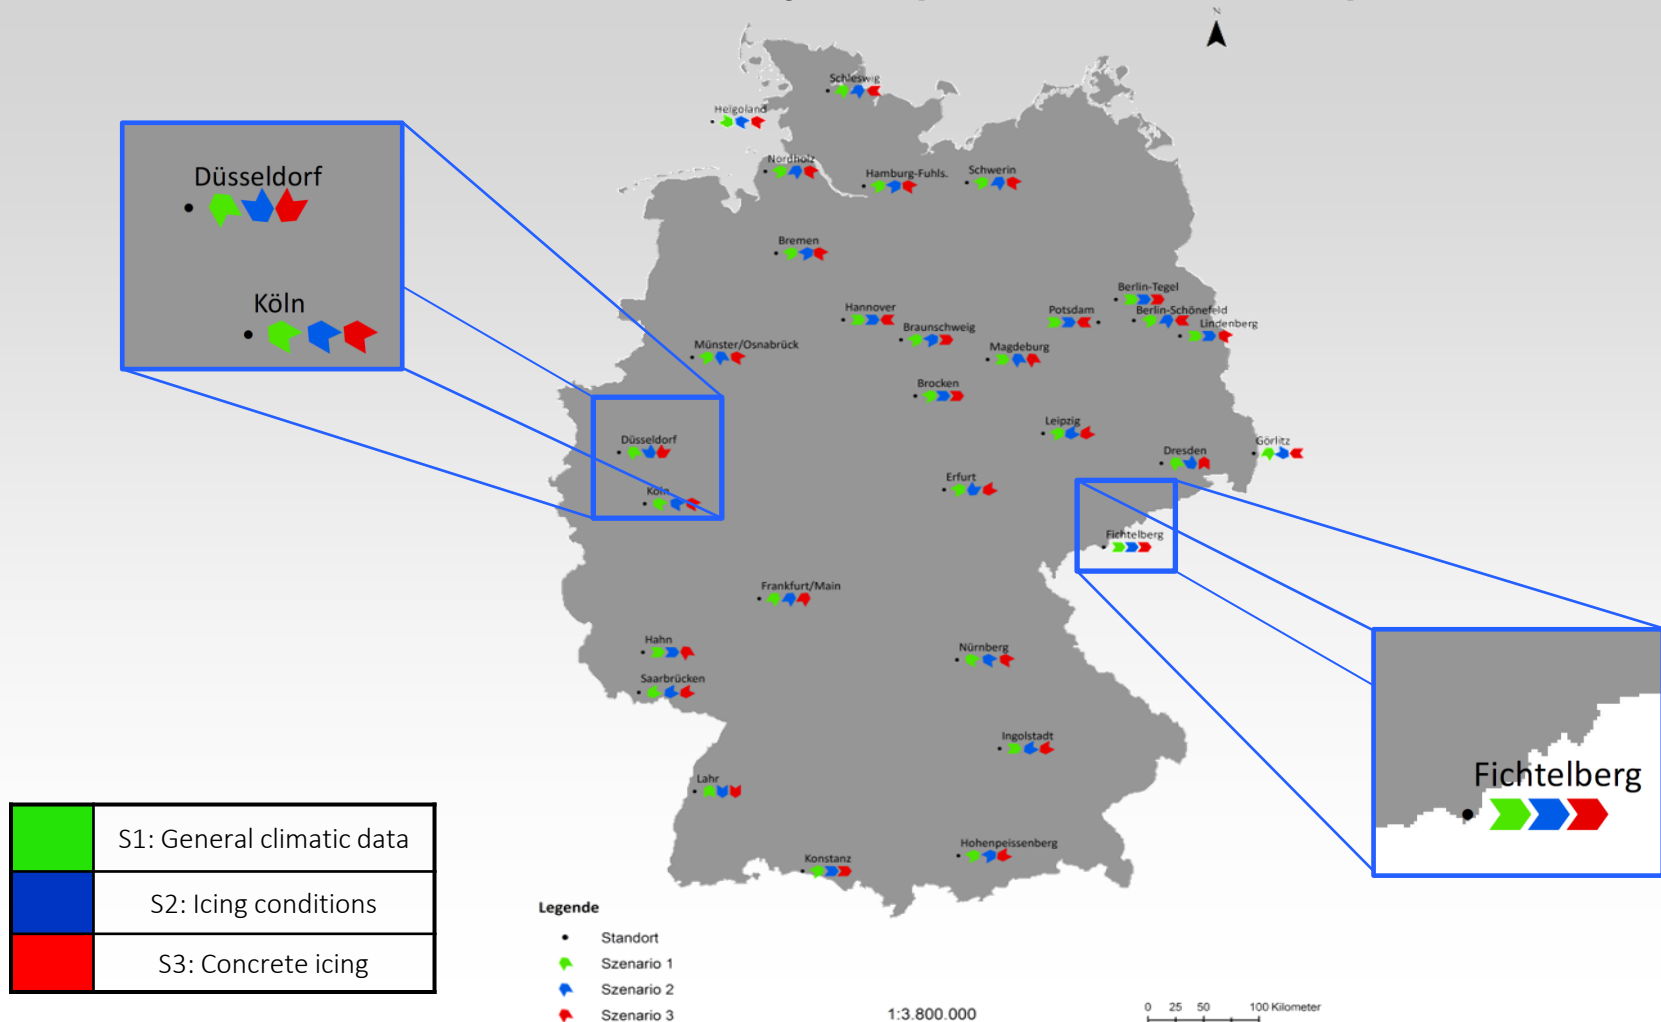 N
Schleswig
Helgoland
Nordholz
Hamburg-Fuhls.
Schwerin
Düsseldorf
Köln
Bremen
Berlin-Tegel
Hannover
Potsdam
Berlin-Schönefeld
Lindenberg
Braunschweig
Münster/Osnabrück
Magdeburg
Brocken
Leipzig
Düsseldorf
Görlitz
Dresden
Erfurt
Köln
Fichtelberg
Frankfurt/Main
Hahn
Nürnberg
Saarbrücken
Ingolstadt
Fichtelberg
Lahr
S1: General climatic data
Hohenpeissenberg
Konstanz
S2: Icing conditions
S3: Concrete icing
Legende
Standort
Szenario 1
Szenario 2
Szenario 3
1:3.800.000
0 25 50 100 Kilometer